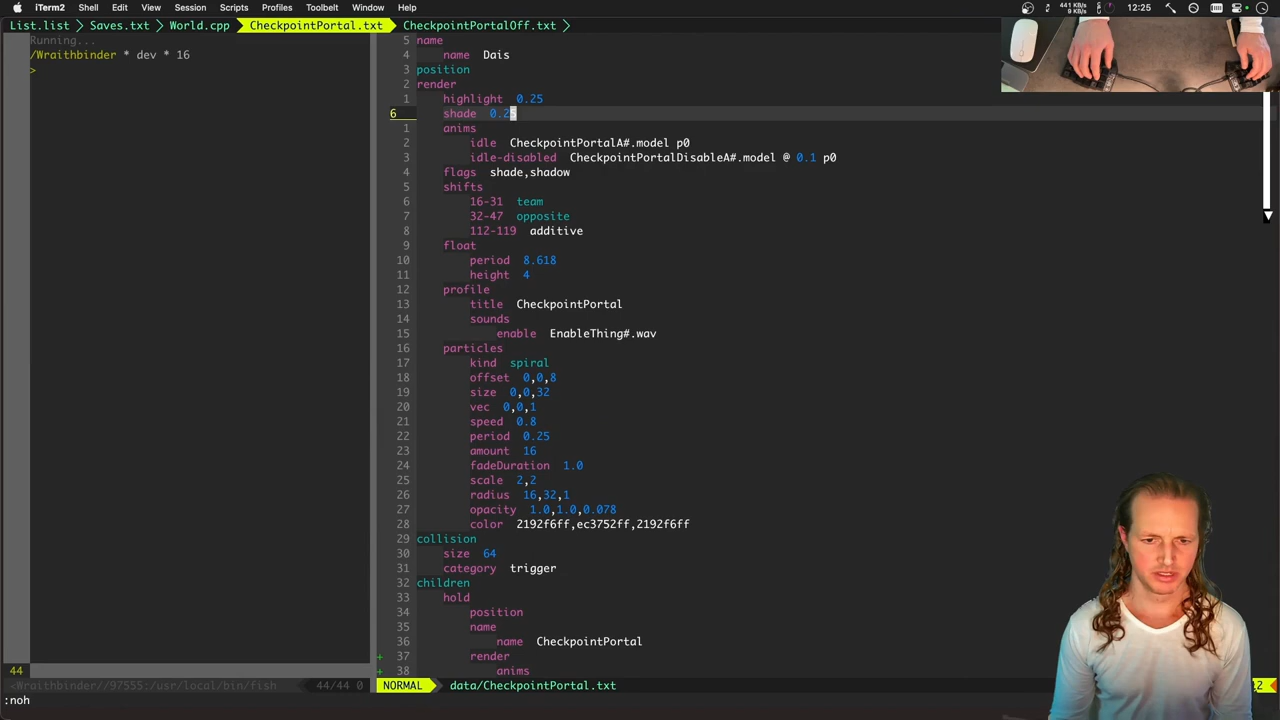 iTerm2 Shell Edit View Session Scripts Profiles Toolbelt Window Help 441 KB/s 9 KB/s 12:25
List.list > Saves.txt > World.cpp CheckpointPortal.txt CheckpointPortalOff.txt >
Running...
/Wraithbinder * dev * 16
>
5 name
4 name Dais
3 position
2 render
1 highlight 0.25
6 shade 0.25
1 anims
2 idle CheckpointPortalA#.model p0
3 idle-disabled CheckpointPortalDisableA#.model @ 0.1 p0
4 flags shade,shadow
5 shifts
6 16-31 team
7 32-47 opposite
8 112-119 additive
9 float
10 period 8.618
11 height 4
12 profile
13 title CheckpointPortal
14 sounds
15 enable EnableThing#.wav
16 particles
17 kind spiral
18 offset 0,0,8
19 size 0,0,32
20 vec 0,0,1
21 speed 0.8
22 period 0.25
23 amount 16
24 fadeDuration 1.0
25 scale 2,2
26 radius 16,32,1
27 opacity 1.0,1.0,0.078
28 color 2192f6ff,ec3752ff,2192f6ff
29 collision
30 size 64
31 category trigger
32 children
33 hold
34 position
35 name
36 name CheckpointPortal
+ 37 render
+ 38 anims
44
<Wraithbinder//97555:/usr/local/bin/fish 44/44 0
NORMAL data/CheckpointPortal.txt
:noh